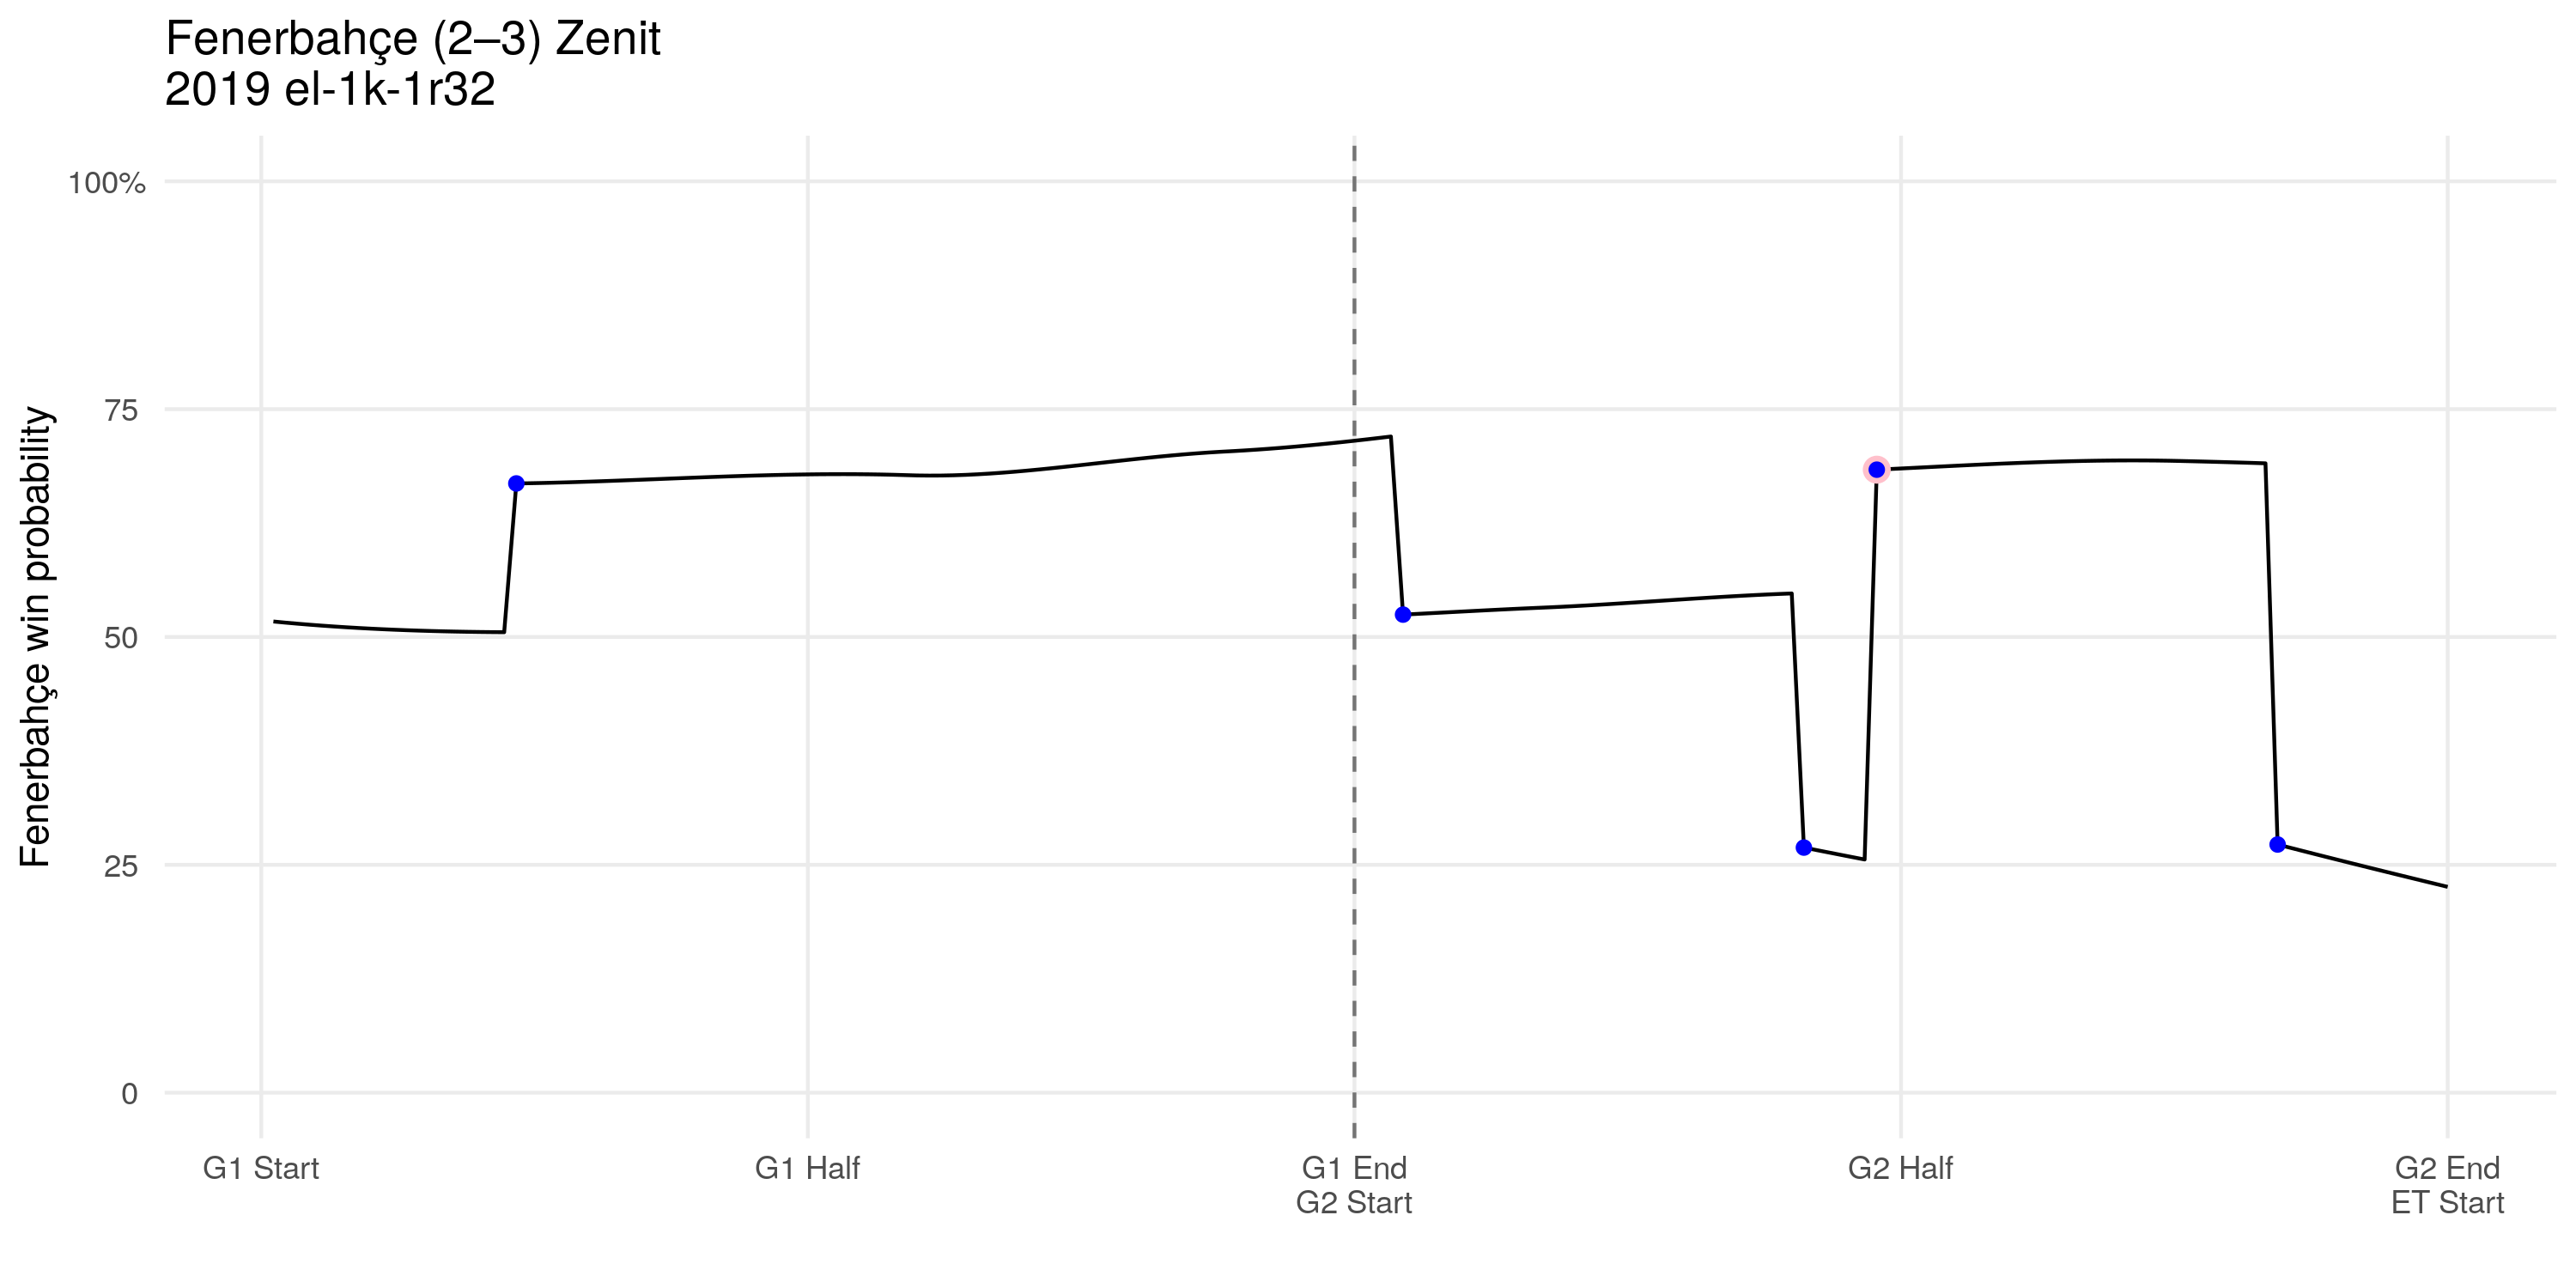 Fenerbahçe (2–3) Zenit
2019 el-1k-1r32
Fenerbahçe win probability
100%
75
50
25
0
G1 Start
G1 Half
G1 End
G2 Start
G2 Half
G2 End
ET Start